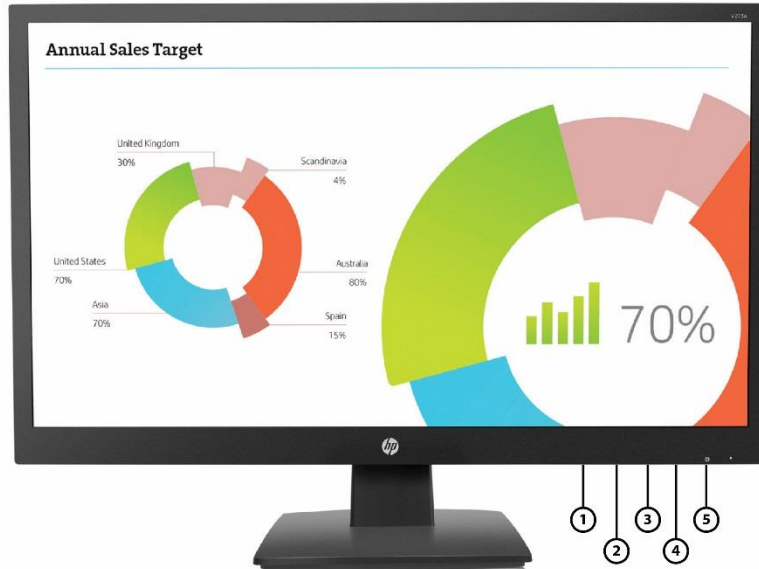 Annual Sales Target
United Kingdom
30%
Scandinavia
4%
United States
70%
Australia
80%
Asia
70%
Spain
15%
70%
hp
1
2
3
4
5